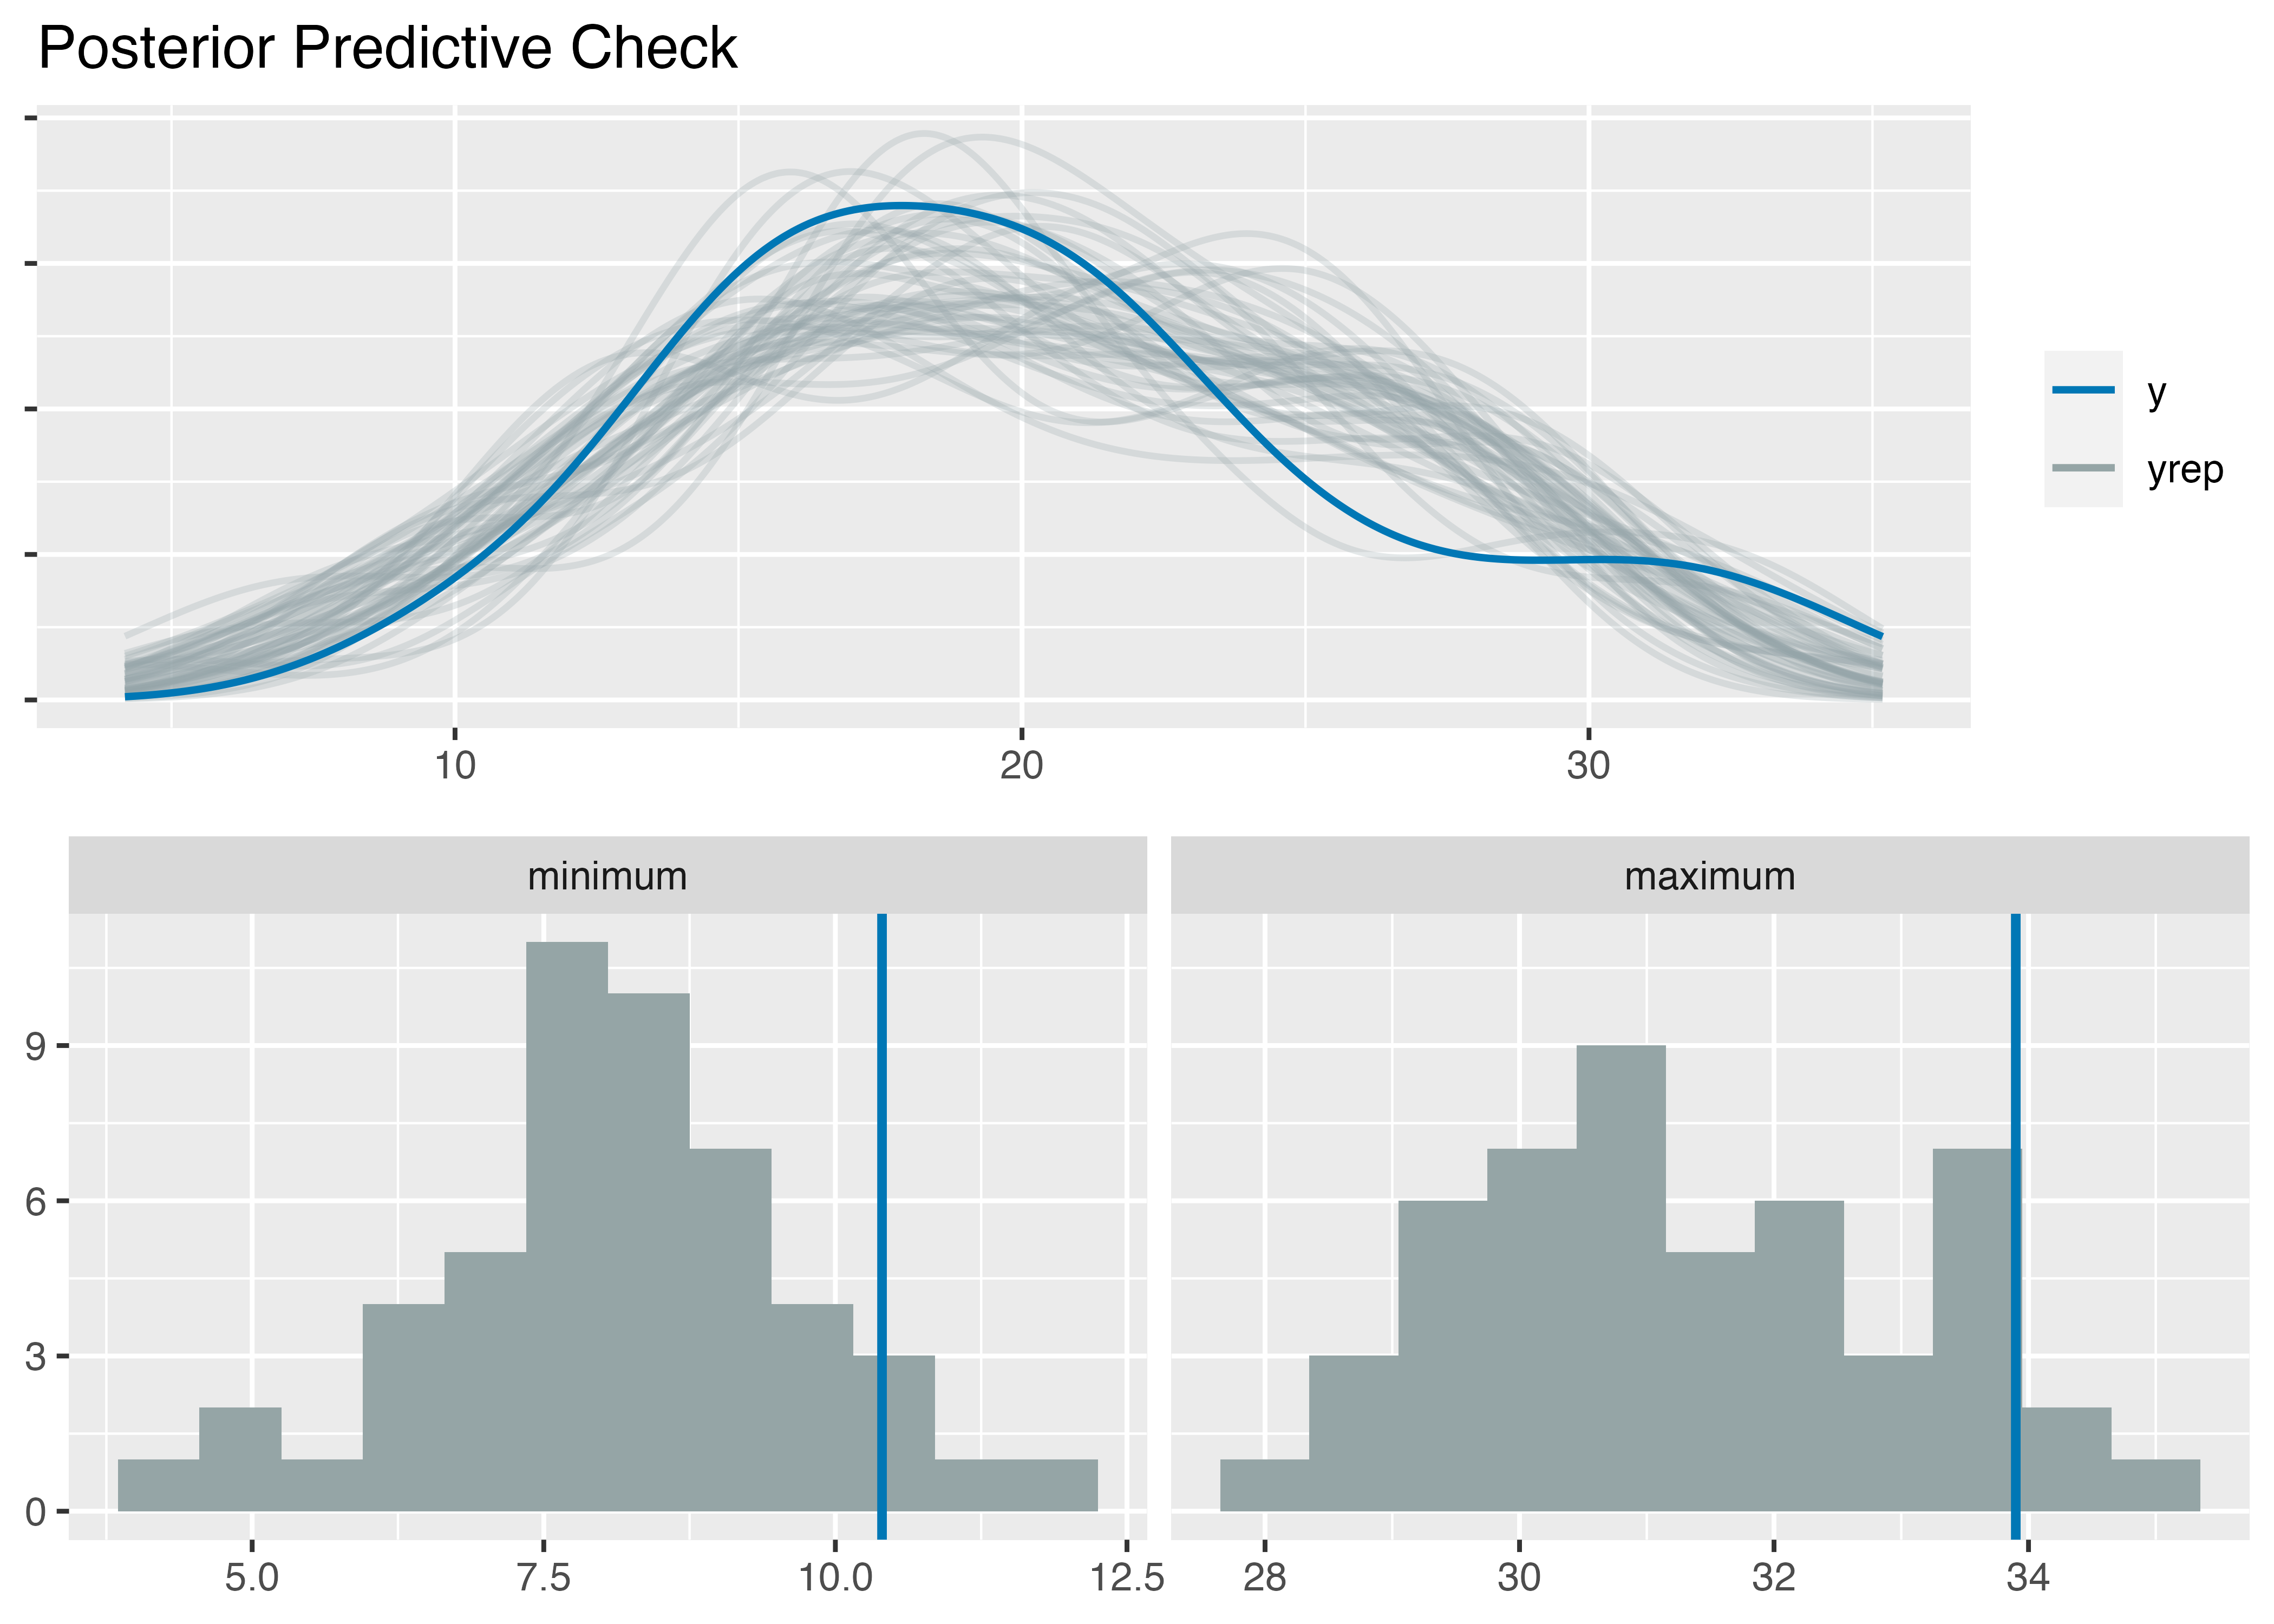 Posterior Predictive Check
y
yrep
10 20 30
minimum maximum
9
6
3
0
5.0 7.5 10.0 12.5 28 30 32 34